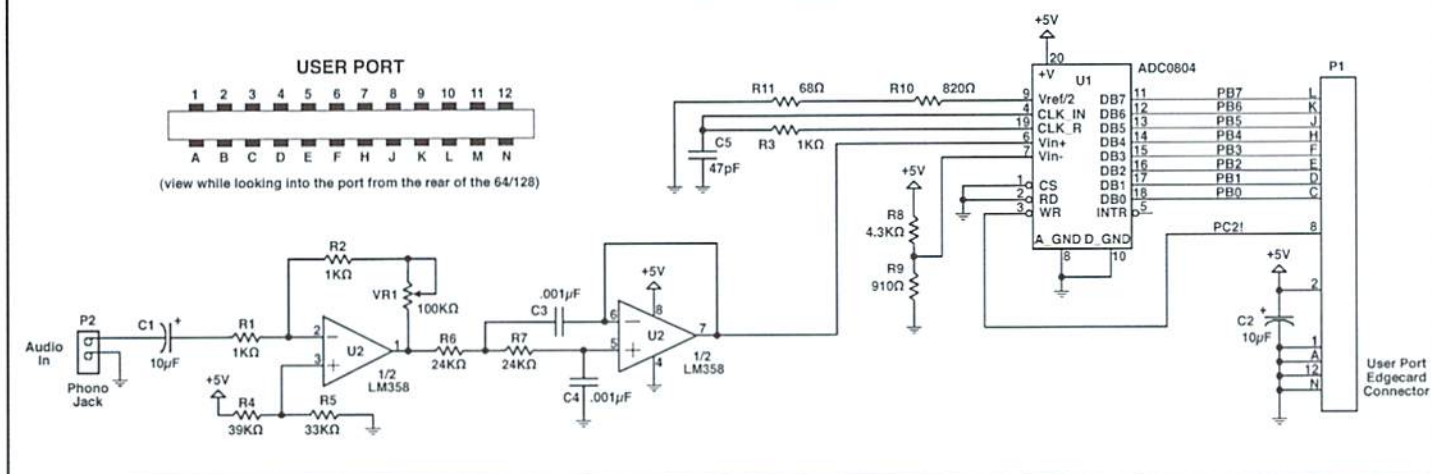 USER PORT
1 2 3 4 5 6 7 8 9 10 11 12
A B C D E F H J K L M N
(view while looking into the port from the rear of the 64/128)
Audio In
P2
Phono Jack
C1
+
10µF
R1
1KΩ
R2
1KΩ
VR1
100KΩ
2
3
1
U2
1/2
LM358
+5V
R4
39KΩ
R5
33KΩ
R6
24KΩ
R7
24KΩ
.001µF
C3
C4
.001µF
+5V
8
6
5
7
4
U2
1/2
LM358
R11
68Ω
R10
820Ω
C5
47pF
R3
1KΩ
+5V
R8
4.3KΩ
R9
910Ω
+5V
20
+V
U1
ADC0804
9 Vref/2
4 CLK_IN
19 CLK_R
6 Vin+
7 Vin-
1 CS
2 RD
3 WR
DB7 11 PB7 L
DB6 12 PB6 K
DB5 13 PB5 J
DB4 14 PB4 H
DB3 15 PB3 F
DB2 16 PB2 E
DB1 17 PB1 D
DB0 18 PB0 C
INTR 5
A_GND D_GND
8 10
PC2! 8
P1
+5V
2
+
C2
10µF
1
A
12
N
User Port
Edgecard
Connector